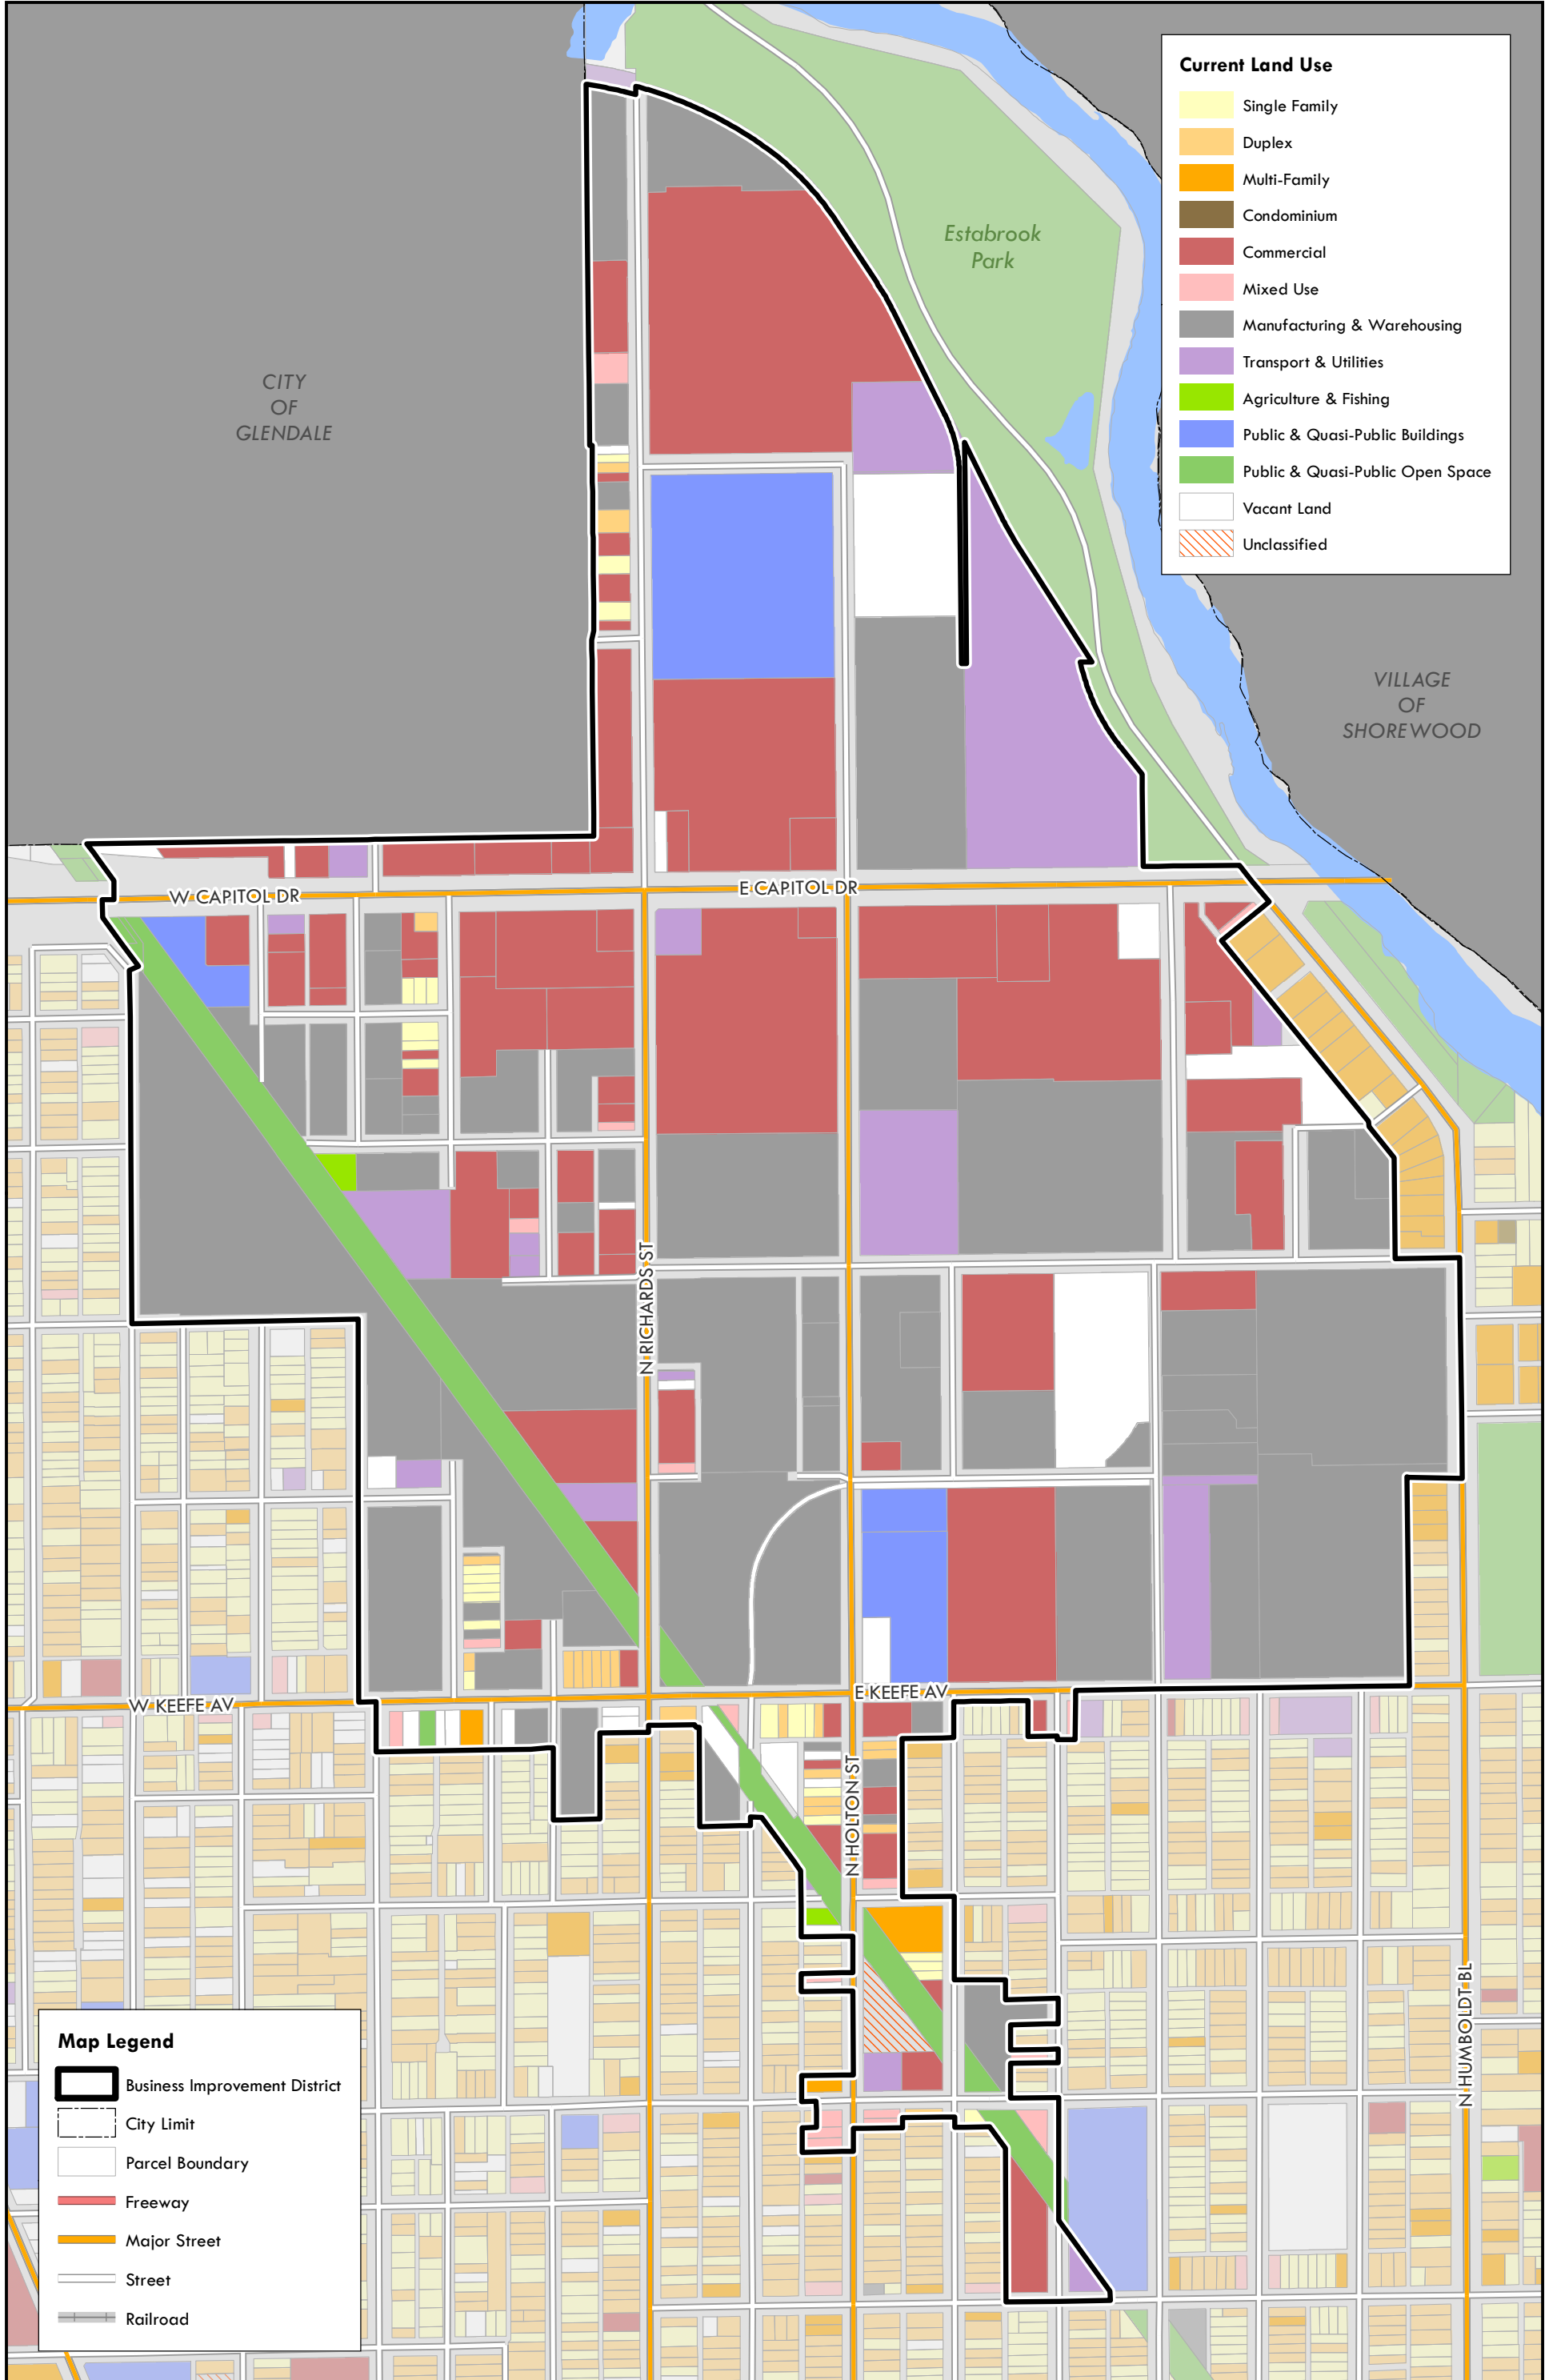 Current Land Use
Single Family
Duplex
Multi-Family
Condominium
Commercial
Mixed Use
Manufacturing & Warehousing
Transport & Utilities
Agriculture & Fishing
Public & Quasi-Public Buildings
Public & Quasi-Public Open Space
Vacant Land
Unclassified
Estabrook
Park
CITY
OF
GLENDALE
VILLAGE
OF
SHOREWOOD
W CAPITOL DR
E CAPITOL DR
N RICHARDS ST
W KEEFE AV
E KEEFE AV
N HOLTON ST
N HUMBOLDT BL
Map Legend
Business Improvement District
City Limit
Parcel Boundary
Freeway
Major Street
Street
Railroad